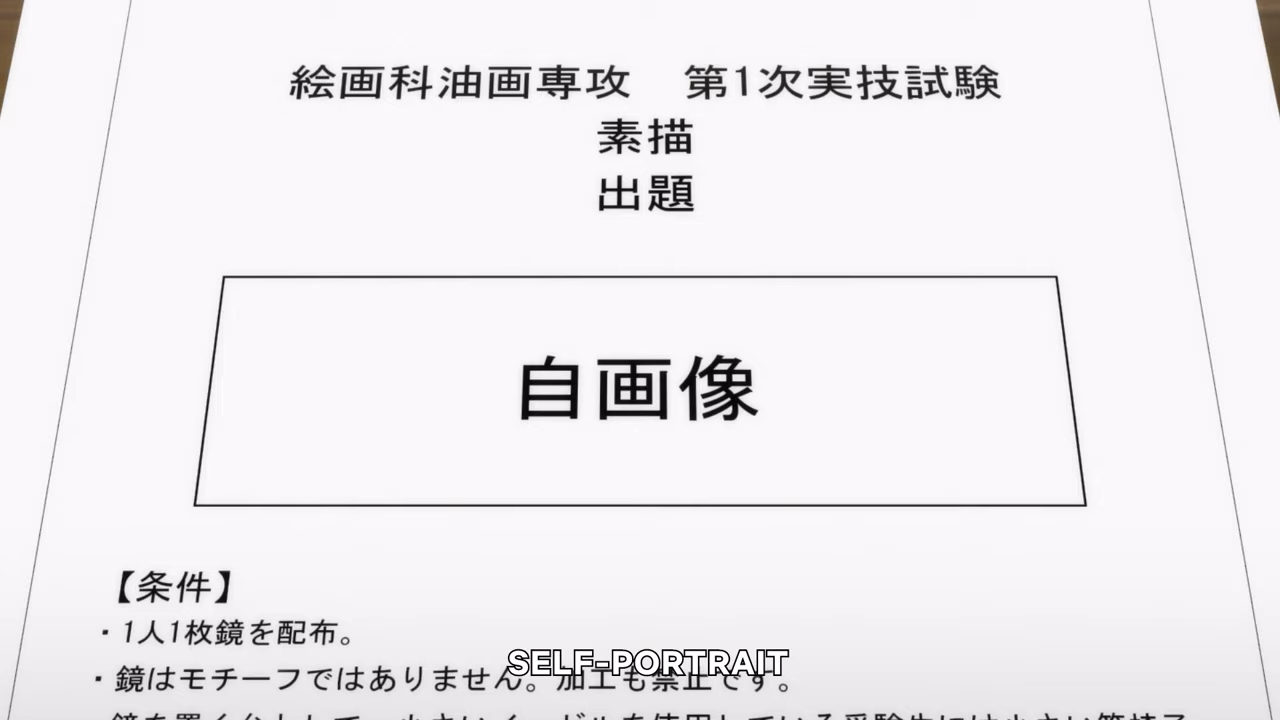 絵画科油画専攻　第1次実技試験
素描
出題
自画像
【条件】
・1人1枚鏡を配布。
・鏡はモチーフではありません。加工も禁止です。
SELF-PORTRAIT